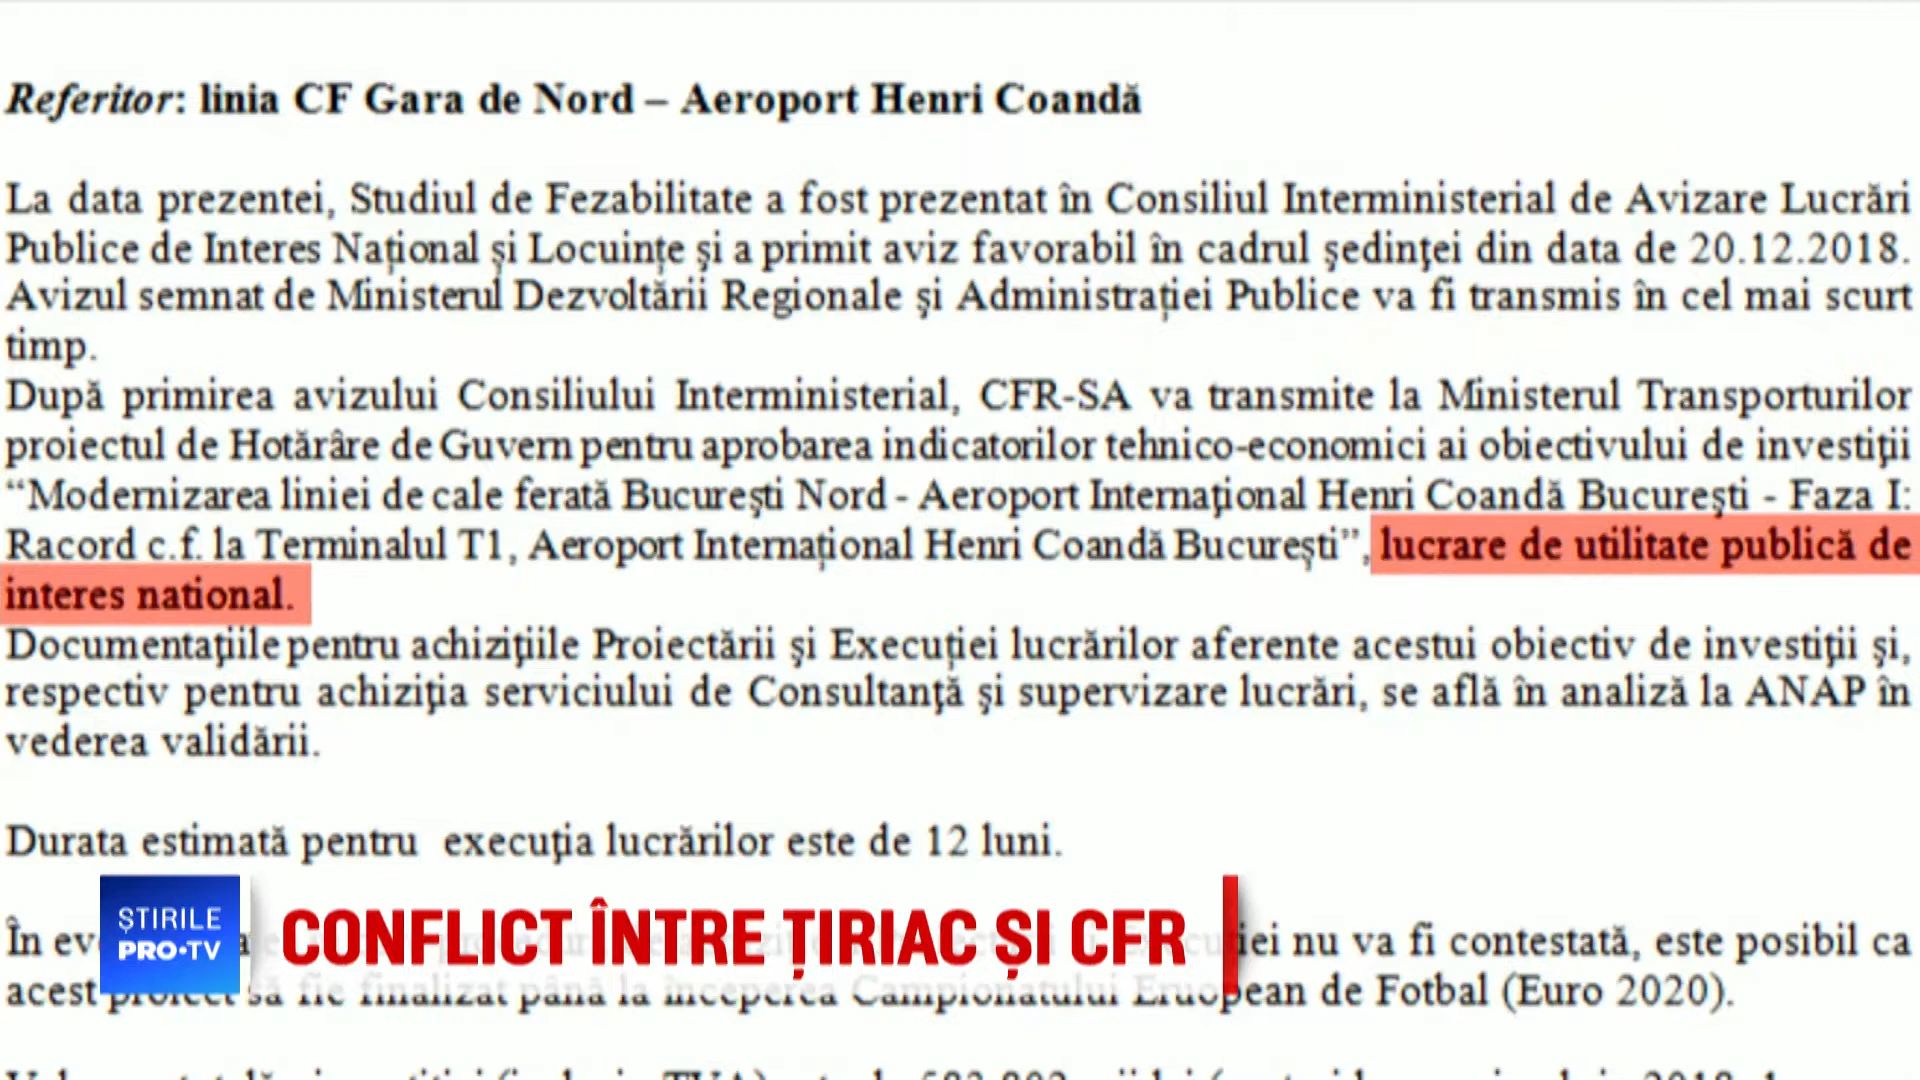 Referitor: linia CF Gara de Nord – Aeroport Henri Coandă
La data prezentei, Studiul de Fezabilitate a fost prezentat în Consiliul Interministerial de Avizare Lucrări
Publice de Interes Național și Locuințe și a primit aviz favorabil în cadrul ședinței din data de 20.12.2018.
Avizul semnat de Ministerul Dezvoltării Regionale și Administrației Publice va fi transmis în cel mai scurt
timp.
După primirea avizului Consiliului Interministerial, CFR-SA va transmite la Ministerul Transporturilor
proiectul de Hotărâre de Guvern pentru aprobarea indicatorilor tehnico-economici ai obiectivului de investiții
“Modernizarea liniei de cale ferată București Nord - Aeroport Internațional Henri Coandă București - Faza I:
Racord c.f. la Terminalul T1, Aeroport Internațional Henri Coandă București”, lucrare de utilitate publică de
interes national.
Documentațiile pentru achizițiile Proiectării și Execuției lucrărilor aferente acestui obiectiv de investiții și,
respectiv pentru achiziția serviciului de Consultanță și supervizare lucrări, se află în analiză la ANAP în
vederea validării.
Durata estimată pentru execuția lucrărilor este de 12 luni.
În nu va fi contestată, este posibil ca
acest proiect să fie finalizat până la începerea Campionatului Eruopean de Fotbal (Euro 2020).
ȘTIRILE
PRO•TV
CONFLICT ÎNTRE ȚIRIAC ȘI CFR